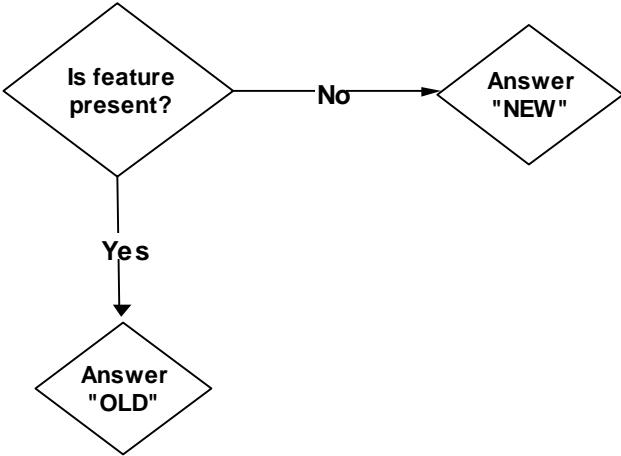 Is feature
present?
No
Answer
"NEW"
Yes
Answer
"OLD"